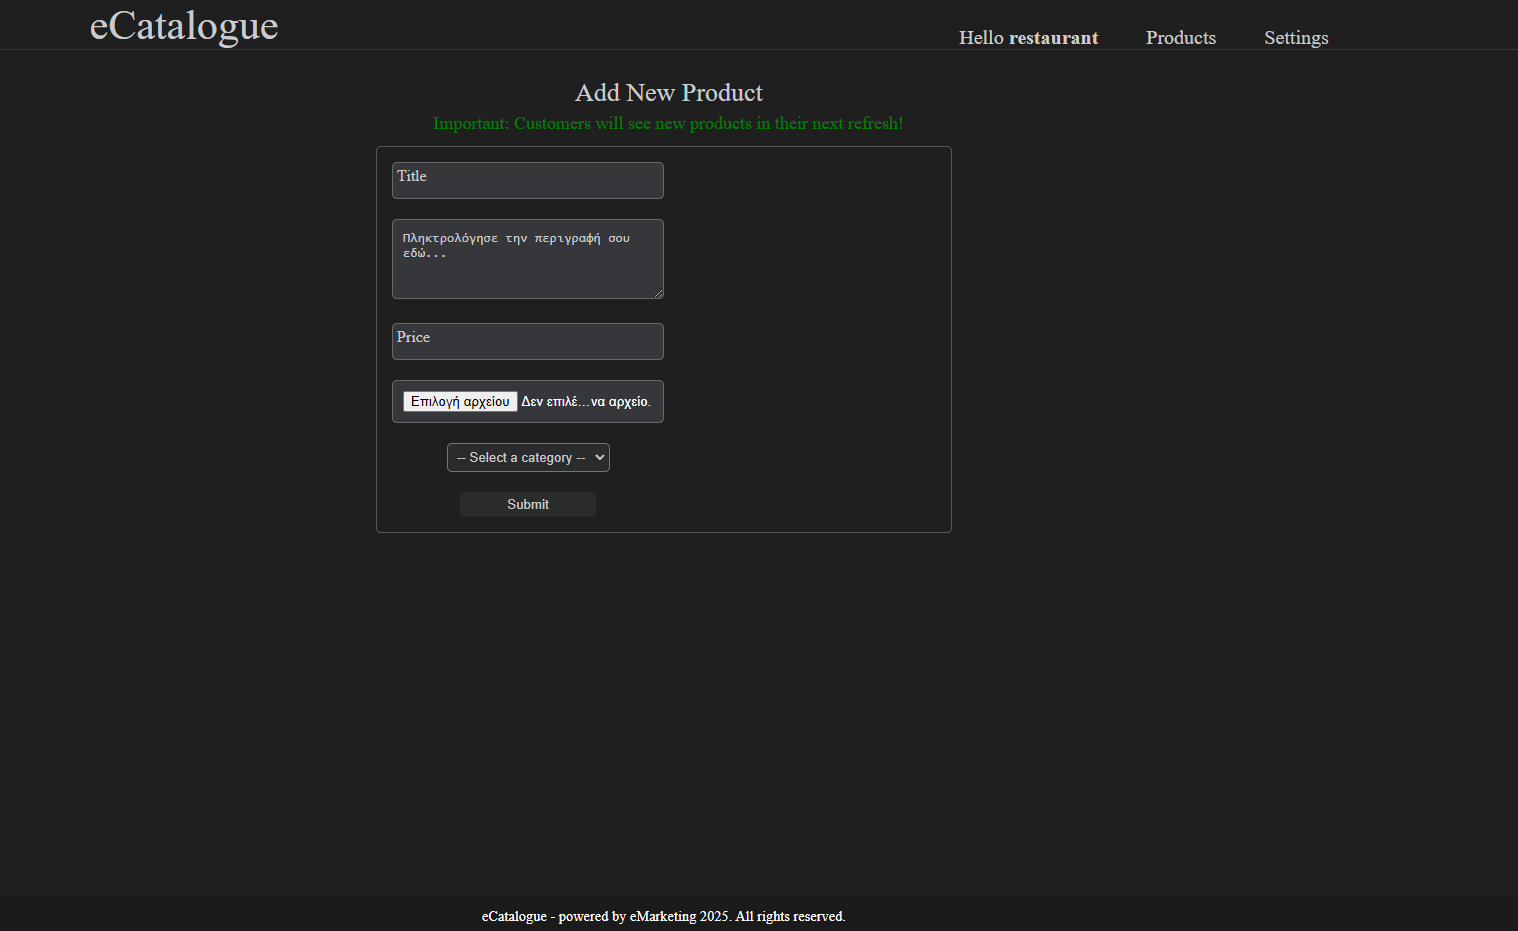 eCatalogue
Hello restaurant Products Settings
Add New Product
Important: Customers will see new products in their next refresh!
Title
Πληκτρολόγησε την περιγραφή σου
εδώ...
Price
Επιλογή αρχείου Δεν επιλέ...να αρχείο.
-- Select a category --
Submit
eCatalogue - powered by eMarketing 2025. All rights reserved.